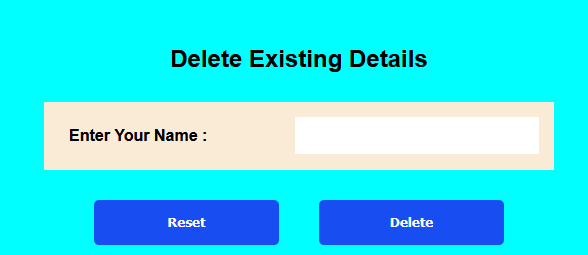 Delete Existing Details
Enter Your Name :
Reset Delete